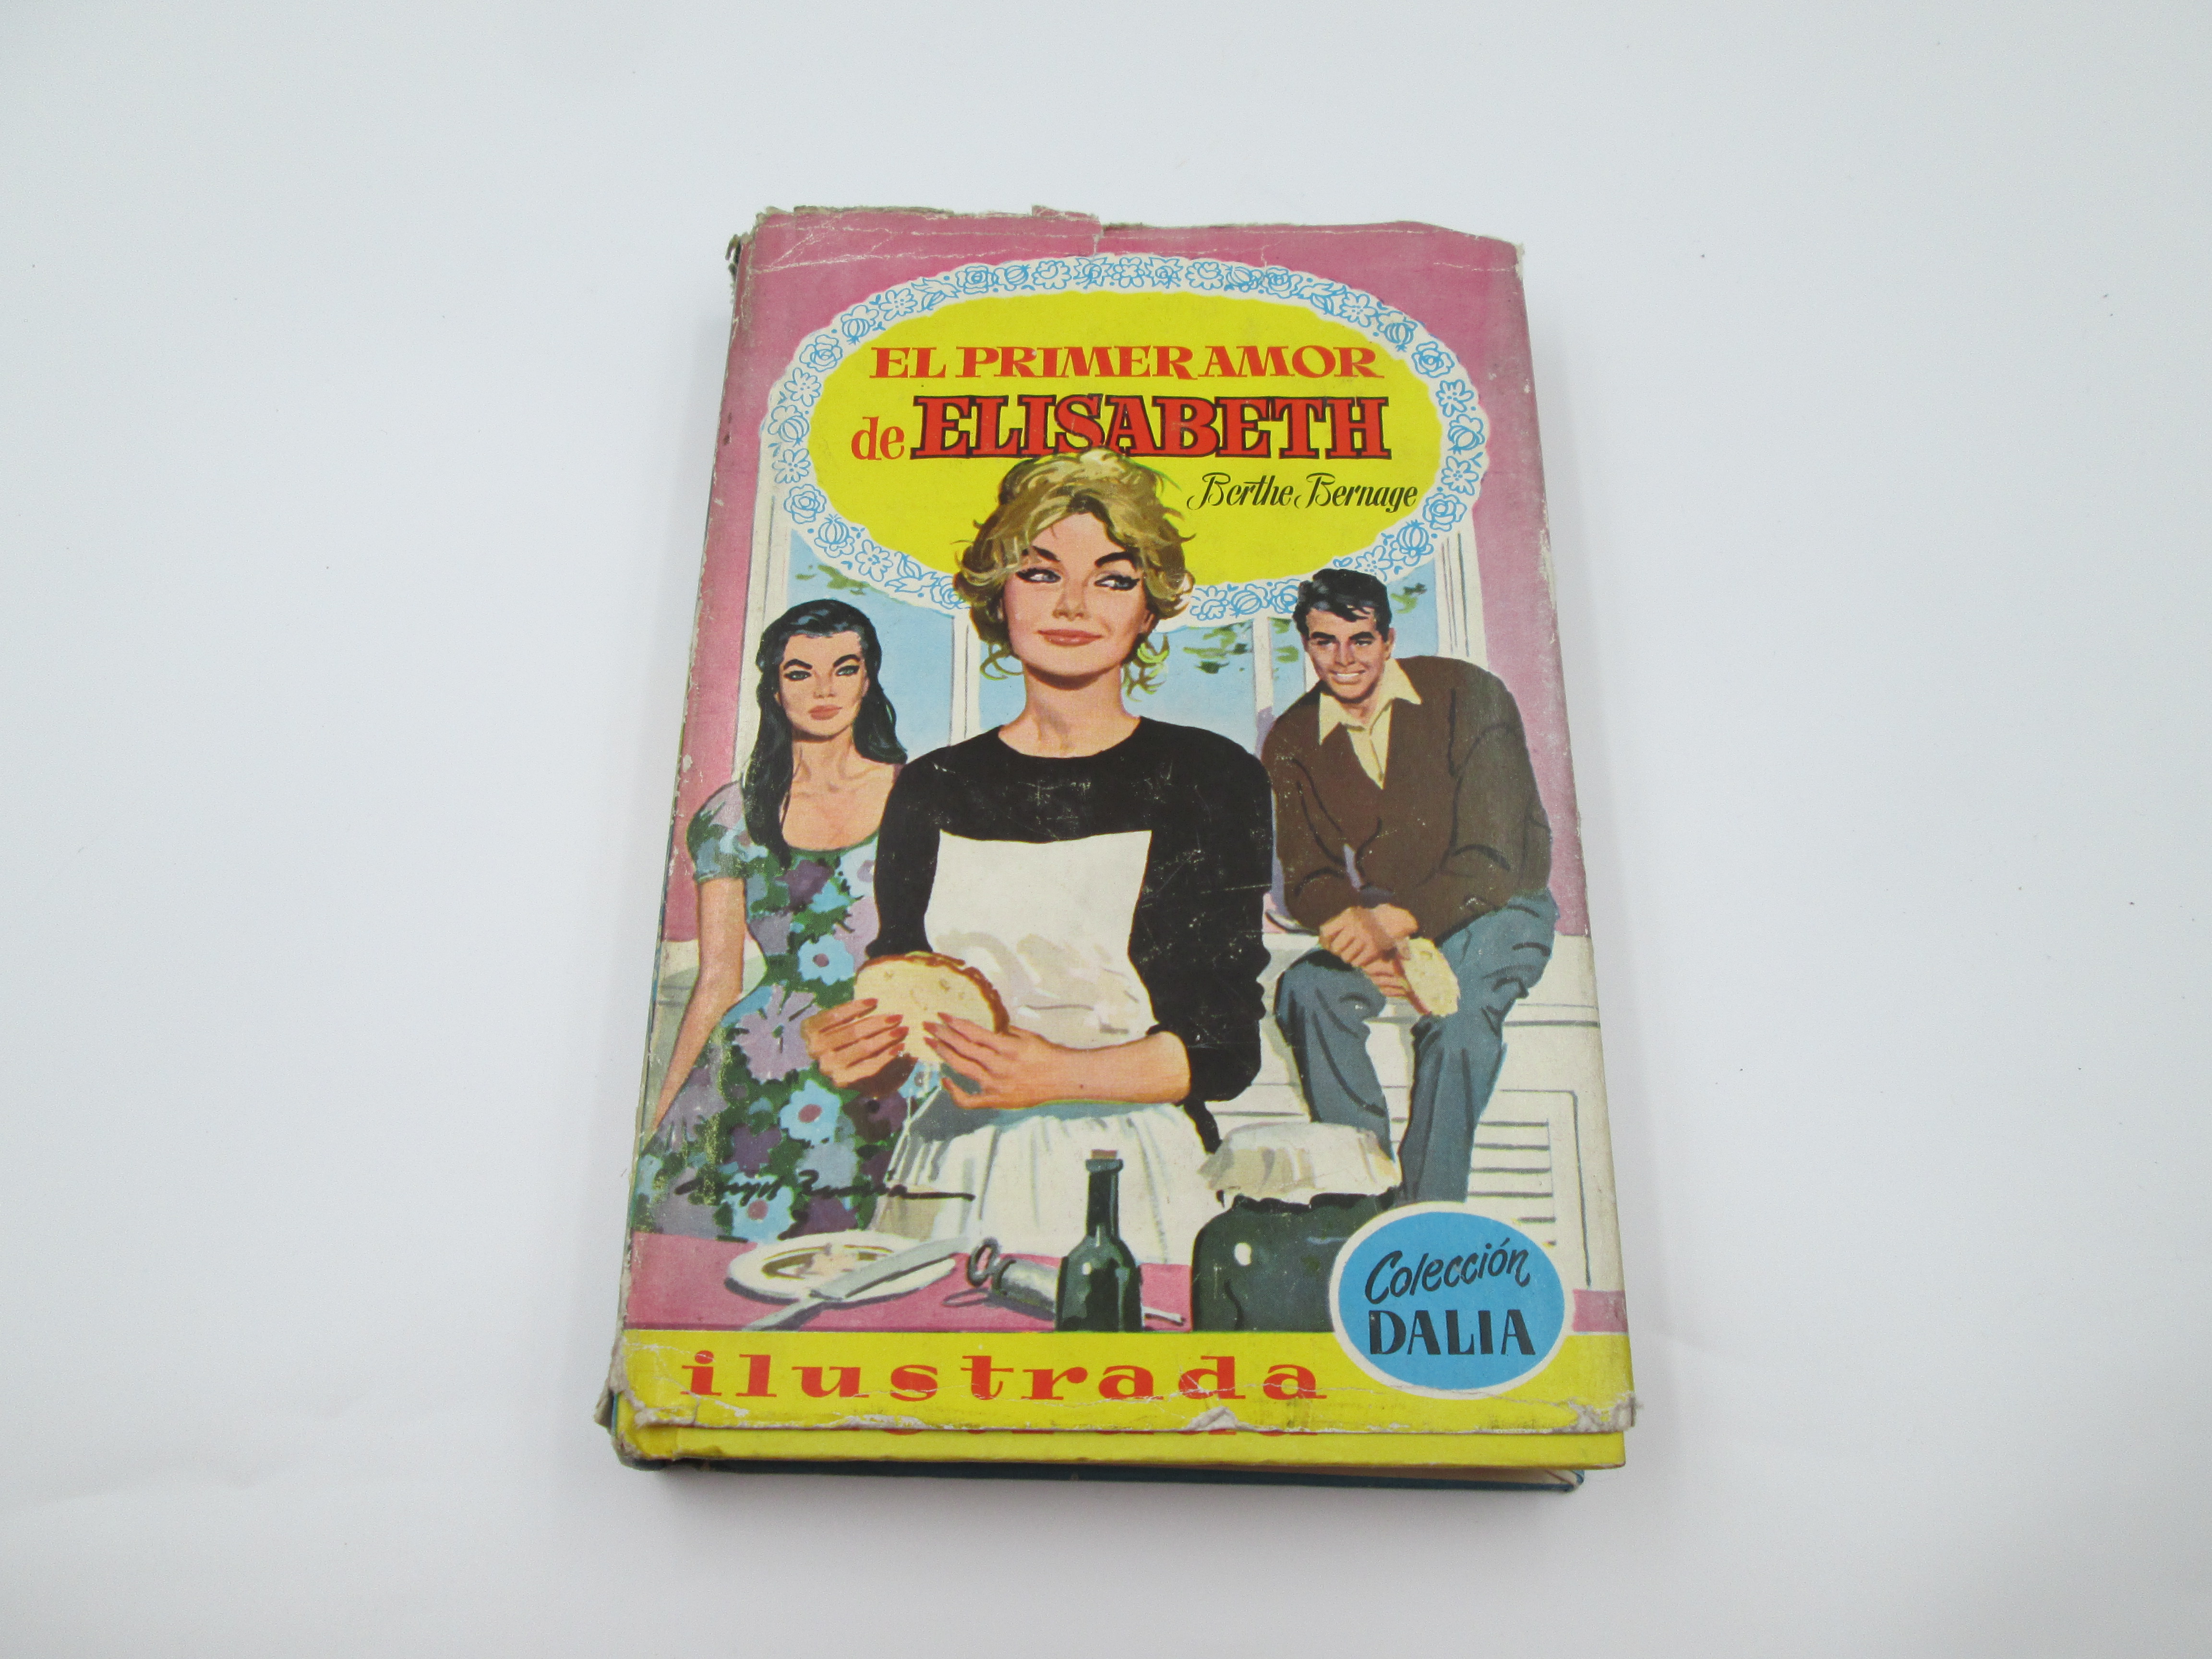 EL PRIMER AMOR
de ELISABETH
Berthe Bernage
Colección
DALIA
ilustrada